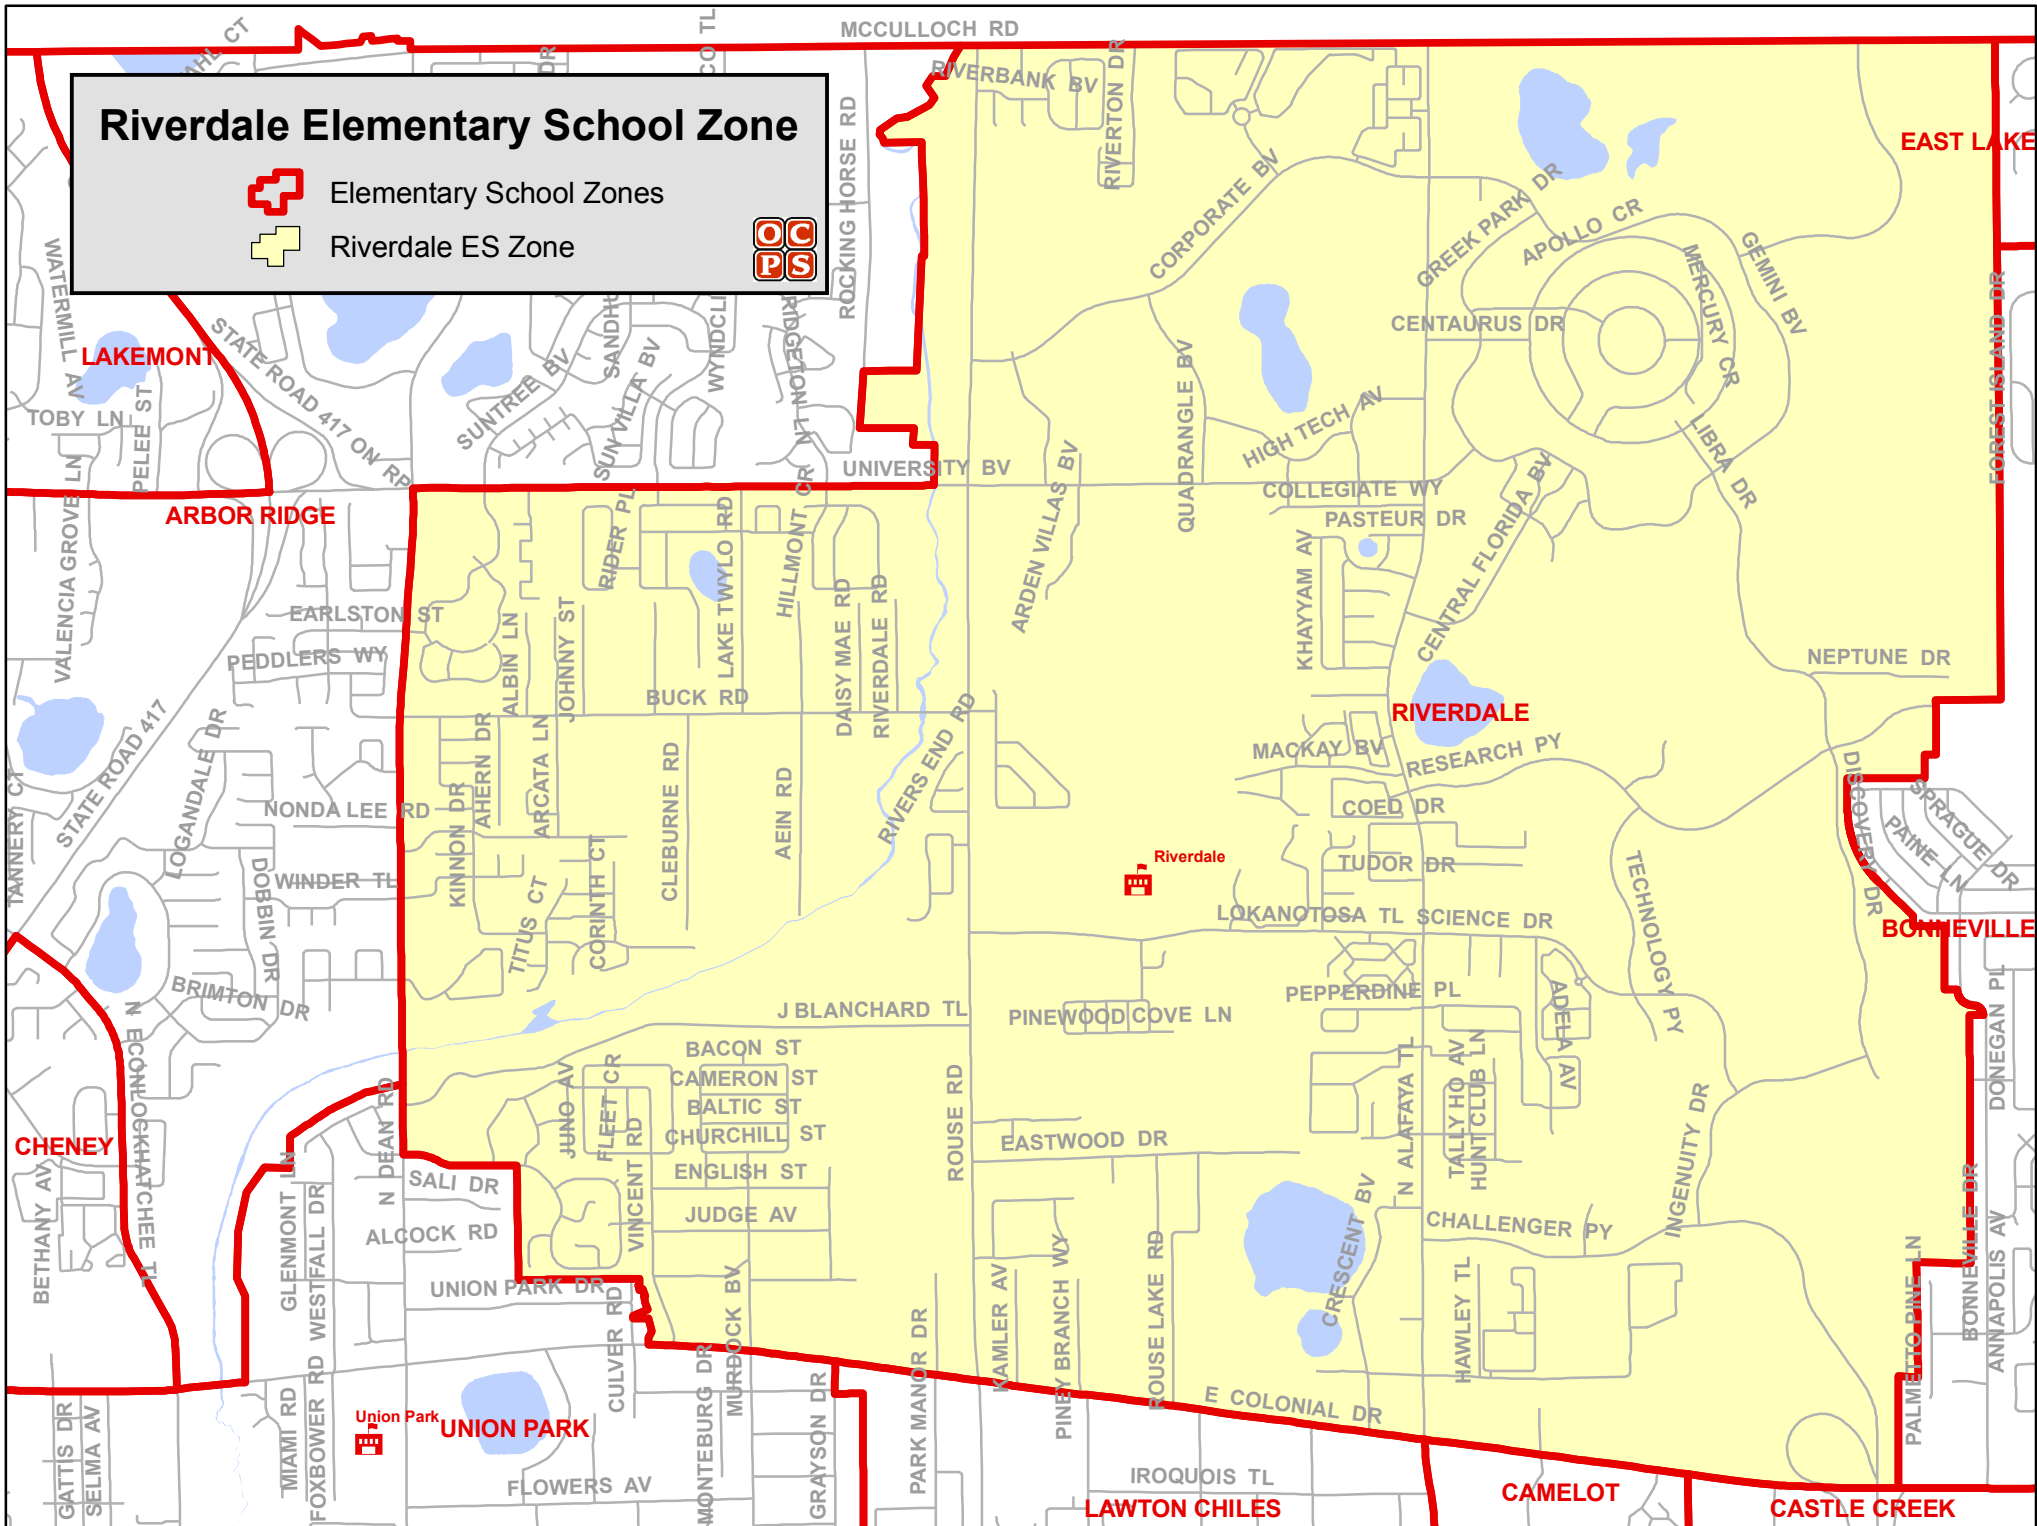 MCCULLOCH RD
AHL CT
DR
CO TL
Riverdale Elementary School Zone
Elementary School Zones
Riverdale ES Zone
O C
P S
RIVERBANK BV
RIVERTON DR
ROCKING HORSE RD
EAST LAKE
CORPORATE BV
GREEK PARK DR
APOLLO CR
MERCURY CR
GEMINI BV
CENTAURUS DR
FOREST ISLAND DR
WATERMILL AV
LAKEMONT
STATE ROAD 417 ON RP
TOBY LN
PELEE ST
SUNTREE BV
SANDHU
SUN VILLA BV
WYNDCLI
RIDGETON LN
QUADRANGLE BV
HIGH TECH AV
LIBRA DR
UNIVERSITY BV
COLLEGIATE WY
PASTEUR DR
ARBOR RIDGE
VALENCIA GROVE LN
RIDER PL
LAKE TWYLO RD
HILLMONT CR
ARDEN VILLAS BV
KHAYYAM AV
CENTRAL FLORIDA BV
EARLSTON ST
PEDDLERS WY
ALBIN LN
JOHNNY ST
DAISY MAE RD
RIVERDALE RD
NEPTUNE DR
BUCK RD
RIVERDALE
STATE ROAD 417
LOGANDALE DR
AHERN DR
ARCATA LN
CLEBURNE RD
AEIN RD
RIVERS END RD
MACKAY BV
RESEARCH PY
DISCOVERY DR
SPRAGUE DR
PAINE LN
TANNERY CT
NONDA LEE RD
KINNON DR
COED DR
Riverdale
TUDOR DR
TECHNOLOGY PY
DOBBIN DR
WINDER TL
TITUS CT
CORINTH CT
LOKANOTOSA TL
SCIENCE DR
BONNEVILLE
BRIMTON DR
N ECONLOCKHATCHEE TL
J BLANCHARD TL
PINEWOOD COVE LN
PEPPERDINE PL
ADELA AV
DONEGAN PL
BACON ST
CAMERON ST
BALTIC ST
CHURCHILL ST
JUNO AV
FLEET CR
VINCENT RD
ROUSE RD
N ALAFAYA TL
TALLY HO AV
HUNT CLUB LN
INGENUITY DR
CHENEY
N DEAN RD
EASTWOOD DR
ENGLISH ST
JUDGE AV
SALI DR
ALCOCK RD
BETHANY AV
GLENMONT LN
WESTFALL DR
CRESCENT BV
CHALLENGER PY
BONNEVILLE DR
ANNAPOLIS AV
PALMETTO PINE LN
UNION PARK DR
CULVER RD
MURDOCK BV
MONTEBURG DR
PARK MANOR DR
KAMLER AV
PINEY BRANCH WY
ROUSE LAKE RD
HAWLEY TL
E COLONIAL DR
GATTIS DR
SELMA AV
MIAMI RD
FOXBOWER RD
Union Park
UNION PARK
GRAYSON DR
FLOWERS AV
IROQUOIS TL
LAWTON CHILES
CAMELOT
CASTLE CREEK